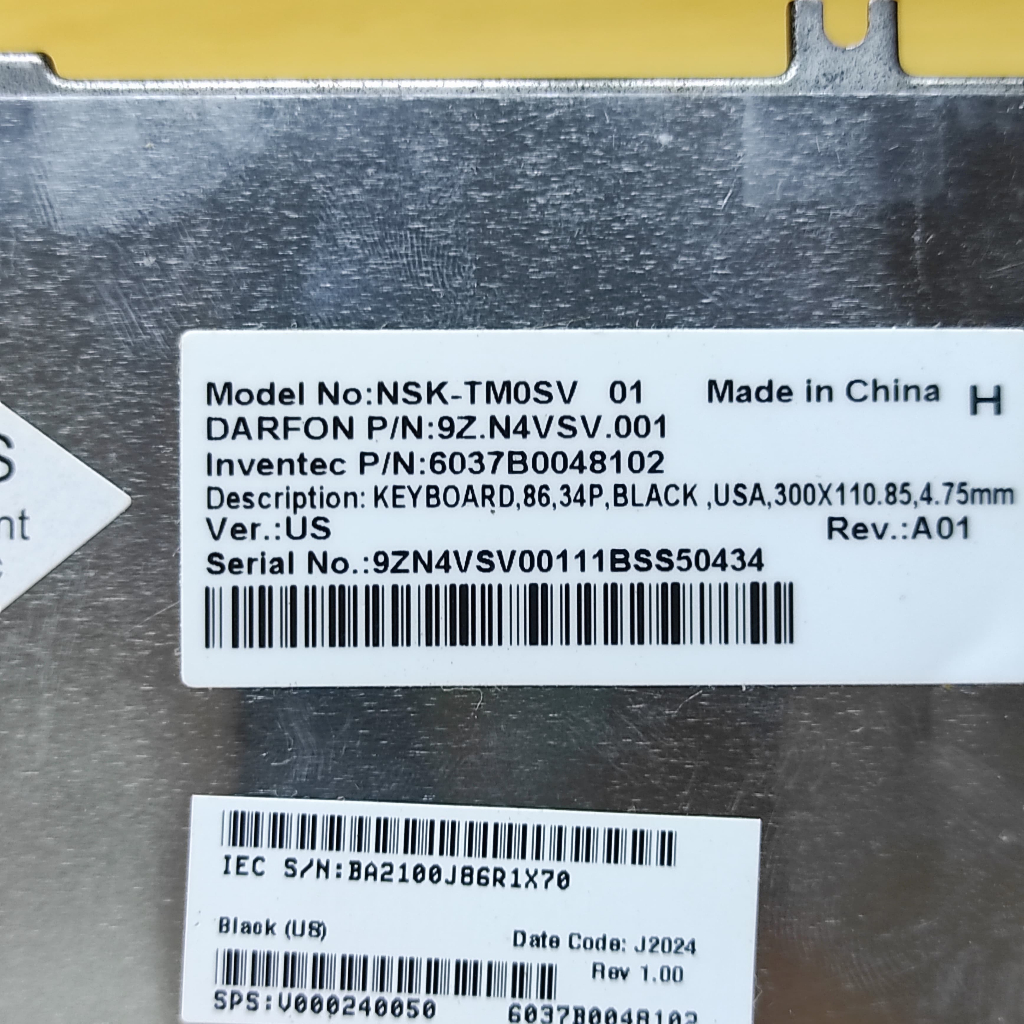 Model No:NSK-TM0SV 01 Made in China H
DARFON P/N:9Z.N4VSV.001
Inventec P/N:6037B0048102
Description: KEYBOARD,86,34P,BLACK ,USA,300X110.85,4.75mm
Ver.:US Rev.:A01
Serial No.:9ZN4VSV00111BSS50434
S
nt
IEC S/N:BA2100J86R1X70
Black (US) Date Code: J2024
Rev 1.00
SPS:V000240050 6037B0048102